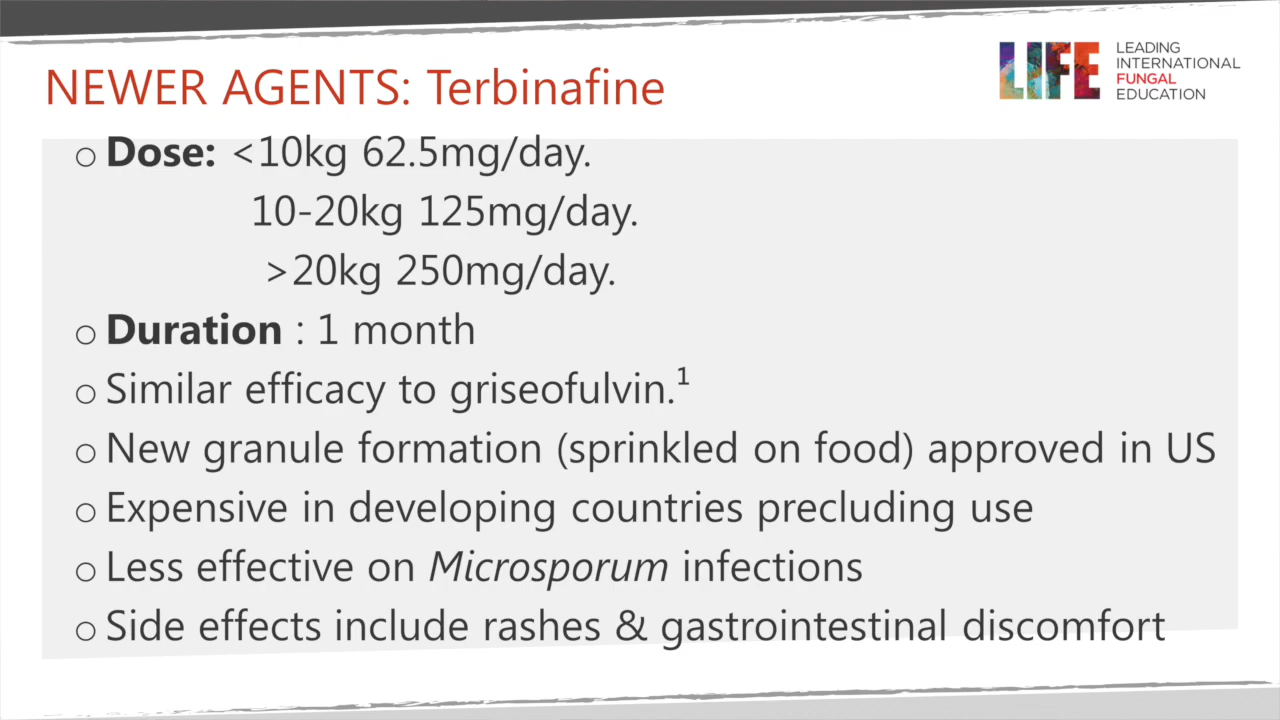 NEWER AGENTS: Terbinafine
LIFE
LEADING
INTERNATIONAL
FUNGAL
EDUCATION
o Dose: <10kg 62.5mg/day.
10-20kg 125mg/day.
>20kg 250mg/day.
o Duration : 1 month
o Similar efficacy to griseofulvin.¹
o New granule formation (sprinkled on food) approved in US
o Expensive in developing countries precluding use
o Less effective on Microsporum infections
o Side effects include rashes & gastrointestinal discomfort